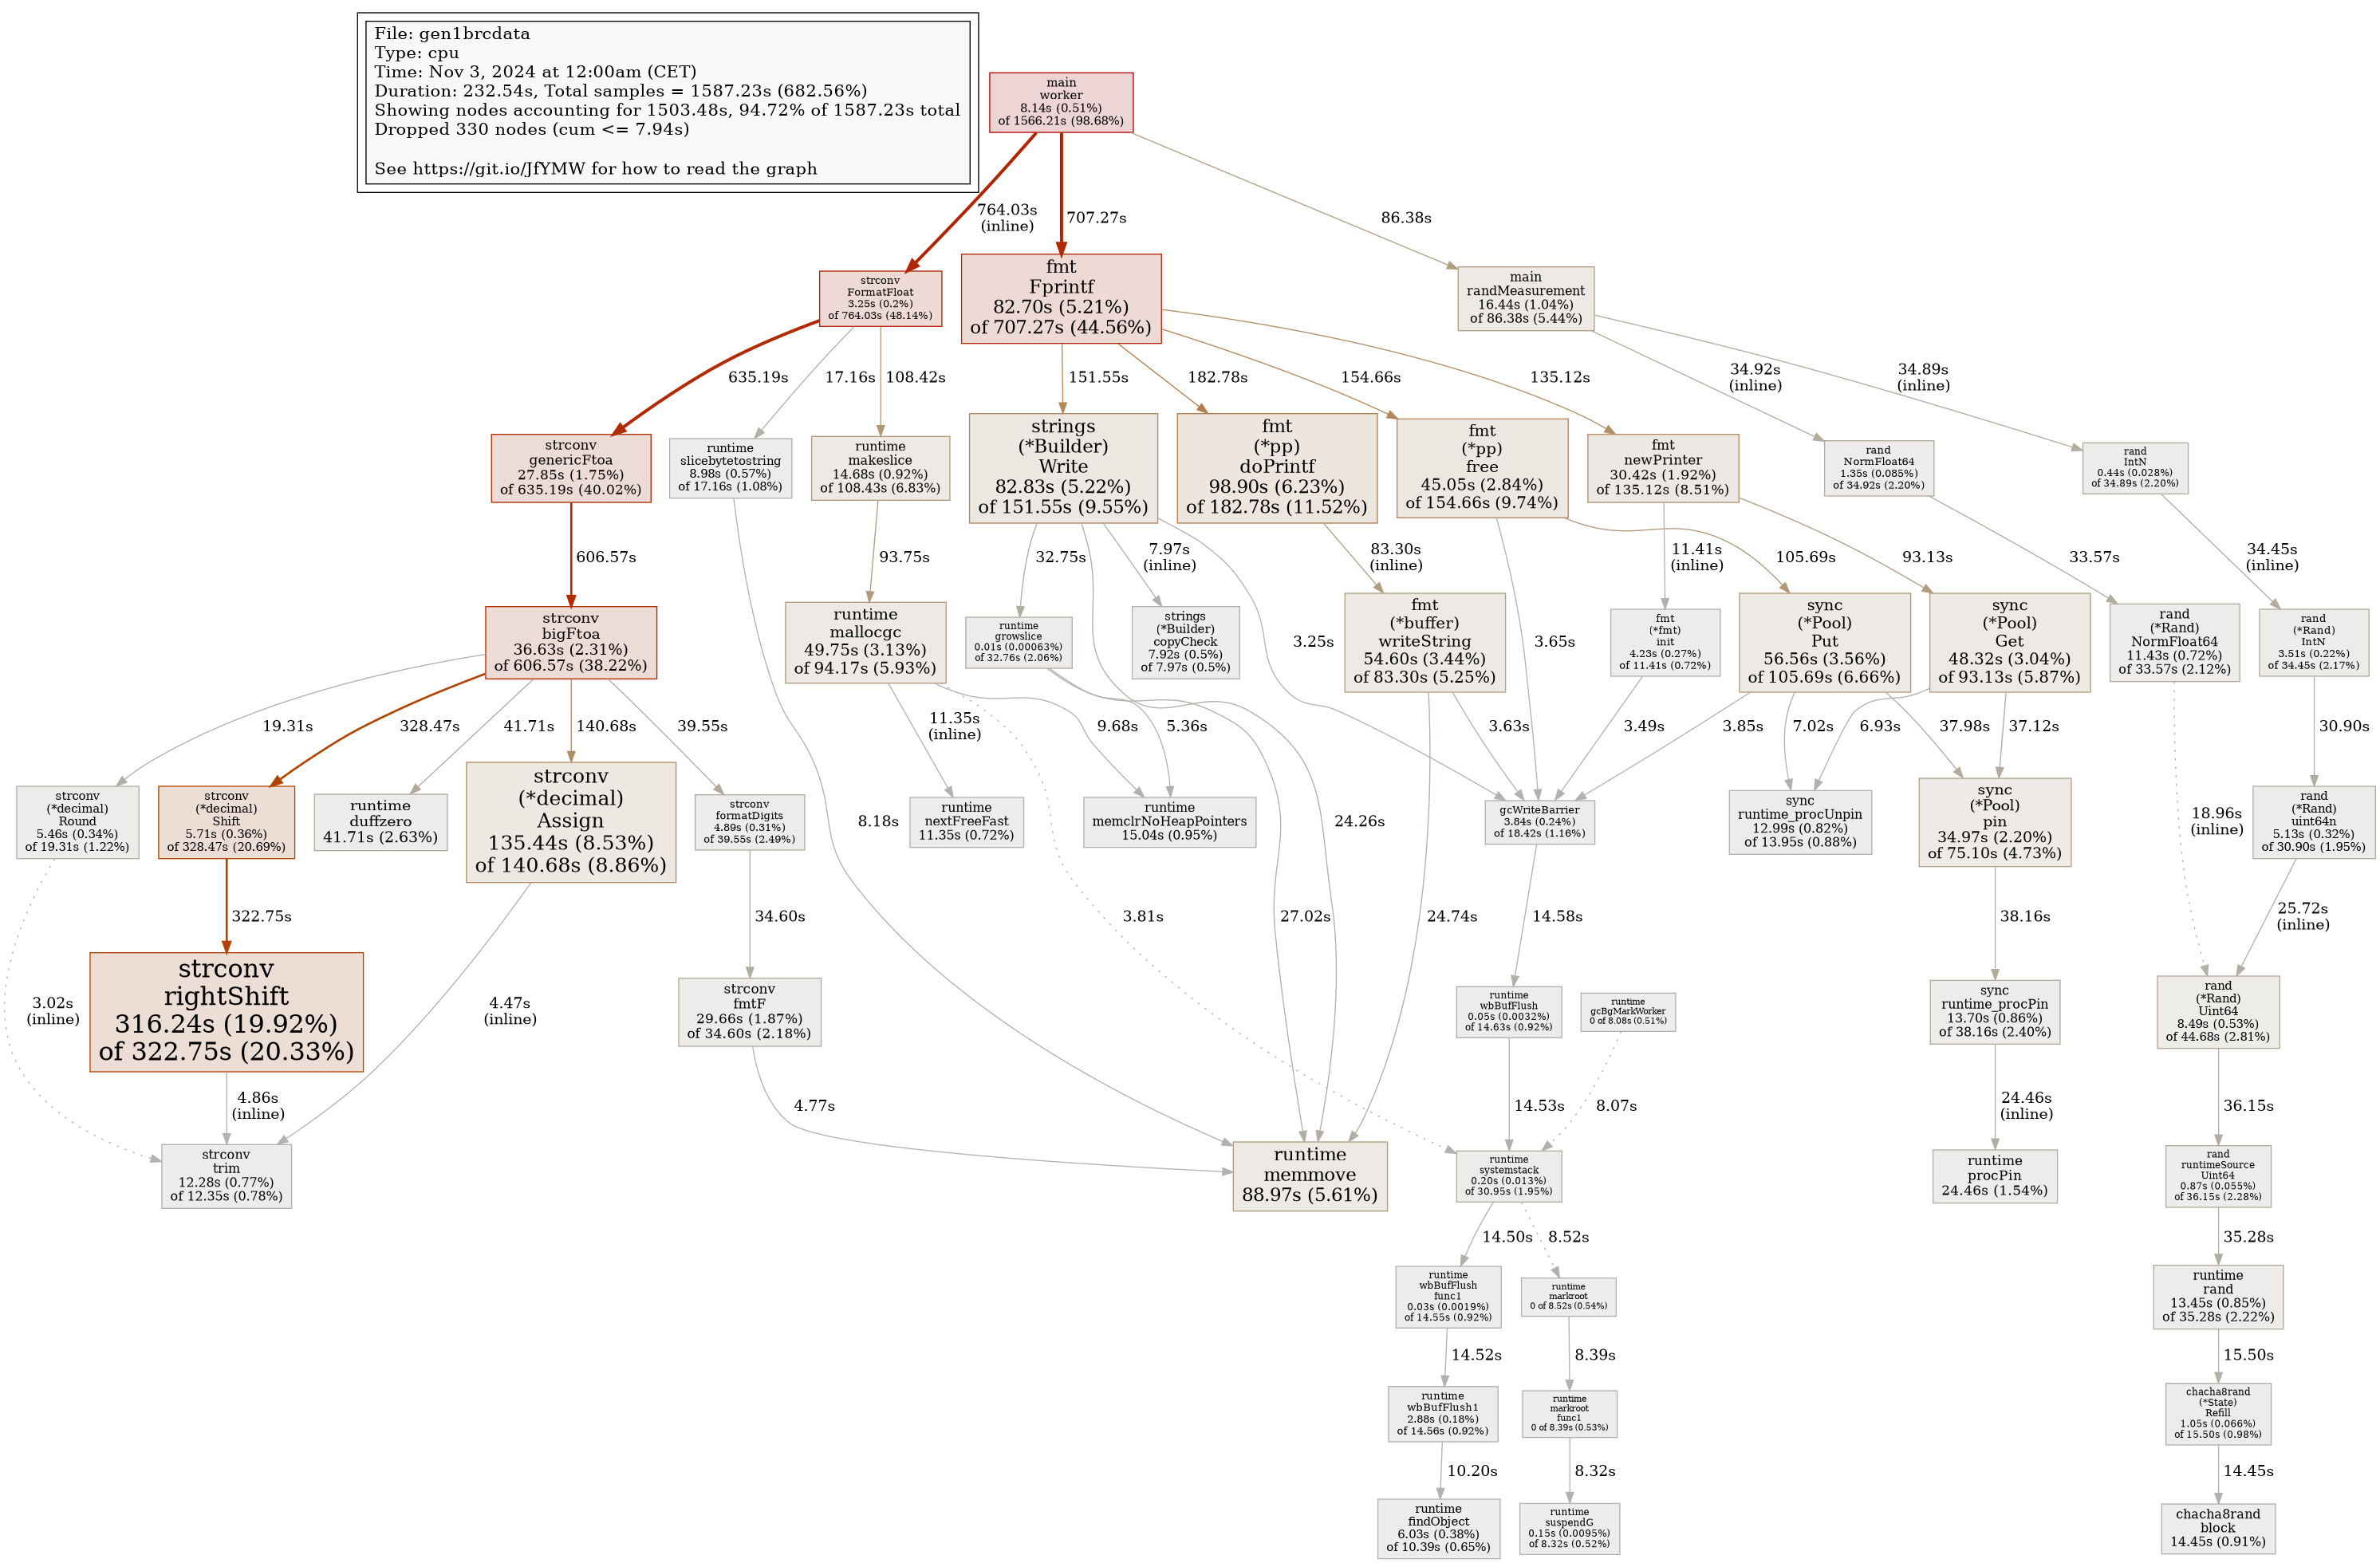 File: gen1brcdata
Type: cpu
Time: Nov 3, 2024 at 12:00am (CET)
Duration: 232.54s, Total samples = 1587.23s (682.56%)
Showing nodes accounting for 1503.48s, 94.72% of 1587.23s total
Dropped 330 nodes (cum <= 7.94s)
See https://git.io/JfYMW for how to read the graph
main
worker
8.14s (0.51%)
of 1566.21s (98.68%)
764.03s
(inline)
707.27s
86.38s
strconv
FormatFloat
3.25s (0.2%)
of 764.03s (48.14%)
fmt
Fprintf
82.70s (5.21%)
of 707.27s (44.56%)
main
randMeasurement
16.44s (1.04%)
of 86.38s (5.44%)
635.19s
17.16s
108.42s
151.55s
182.78s
154.66s
135.12s
34.92s
(inline)
34.89s
(inline)
strconv
genericFtoa
27.85s (1.75%)
of 635.19s (40.02%)
runtime
slicebytetostring
8.98s (0.57%)
of 17.16s (1.08%)
runtime
makeslice
14.68s (0.92%)
of 108.43s (6.83%)
strings
(*Builder)
Write
82.83s (5.22%)
of 151.55s (9.55%)
fmt
(*pp)
doPrintf
98.90s (6.23%)
of 182.78s (11.52%)
fmt
(*pp)
free
45.05s (2.84%)
of 154.66s (9.74%)
fmt
newPrinter
30.42s (1.92%)
of 135.12s (8.51%)
rand
NormFloat64
1.35s (0.085%)
of 34.92s (2.20%)
rand
IntN
0.44s (0.028%)
of 34.89s (2.20%)
606.57s
93.75s
32.75s
7.97s
(inline)
83.30s
(inline)
11.41s
(inline)
105.69s
93.13s
33.57s
34.45s
(inline)
strconv
bigFtoa
36.63s (2.31%)
of 606.57s (38.22%)
runtime
mallocgc
49.75s (3.13%)
of 94.17s (5.93%)
runtime
growslice
0.01s (0.00063%)
of 32.76s (2.06%)
strings
(*Builder)
copyCheck
7.92s (0.5%)
of 7.97s (0.5%)
3.25s
fmt
(*buffer)
writeString
54.60s (3.44%)
of 83.30s (5.25%)
3.65s
fmt
(*fmt)
init
4.23s (0.27%)
of 11.41s (0.72%)
sync
(*Pool)
Put
56.56s (3.56%)
of 105.69s (6.66%)
sync
(*Pool)
Get
48.32s (3.04%)
of 93.13s (5.87%)
rand
(*Rand)
NormFloat64
11.43s (0.72%)
of 33.57s (2.12%)
rand
(*Rand)
IntN
3.51s (0.22%)
of 34.45s (2.17%)
19.31s
328.47s
41.71s
140.68s
39.55s
11.35s
(inline)
9.68s
5.36s
3.63s
3.49s
3.85s
7.02s
6.93s
37.98s
37.12s
30.90s
strconv
(*decimal)
Round
5.46s (0.34%)
of 19.31s (1.22%)
strconv
(*decimal)
Shift
5.71s (0.36%)
of 328.47s (20.69%)
runtime
duffzero
41.71s (2.63%)
strconv
(*decimal)
Assign
135.44s (8.53%)
of 140.68s (8.86%)
strconv
formatDigits
4.89s (0.31%)
of 39.55s (2.49%)
8.18s
runtime
nextFreeFast
11.35s (0.72%)
runtime
memclrNoHeapPointers
15.04s (0.95%)
24.26s
gcWriteBarrier
3.84s (0.24%)
of 18.42s (1.16%)
sync
runtime_procUnpin
12.99s (0.82%)
of 13.95s (0.88%)
sync
(*Pool)
pin
34.97s (2.20%)
of 75.10s (4.73%)
18.96s
(inline)
rand
(*Rand)
uint64n
5.13s (0.32%)
of 30.90s (1.95%)
322.75s
34.60s
3.81s
27.02s
24.74s
14.58s
38.16s
25.72s
(inline)
3.02s
(inline)
strconv
rightShift
316.24s (19.92%)
of 322.75s (20.33%)
4.47s
(inline)
strconv
fmtF
29.66s (1.87%)
of 34.60s (2.18%)
runtime
wbBufFlush
0.05s (0.0032%)
of 14.63s (0.92%)
runtime
gcBgMarkWorker
0 of 8.08s (0.51%)
sync
runtime_procPin
13.70s (0.86%)
of 38.16s (2.40%)
rand
(*Rand)
Uint64
8.49s (0.53%)
of 44.68s (2.81%)
4.86s
(inline)
4.77s
14.53s
8.07s
24.46s
(inline)
36.15s
strconv
trim
12.28s (0.77%)
of 12.35s (0.78%)
runtime
memmove
88.97s (5.61%)
runtime
systemstack
0.20s (0.013%)
of 30.95s (1.95%)
runtime
procPin
24.46s (1.54%)
rand
runtimeSource
Uint64
0.87s (0.055%)
of 36.15s (2.28%)
14.50s
8.52s
35.28s
runtime
wbBufFlush
func1
0.03s (0.0019%)
of 14.55s (0.92%)
runtime
markroot
0 of 8.52s (0.54%)
runtime
rand
13.45s (0.85%)
of 35.28s (2.22%)
14.52s
8.39s
15.50s
runtime
wbBufFlush1
2.88s (0.18%)
of 14.56s (0.92%)
runtime
markroot
func1
0 of 8.39s (0.53%)
chacha8rand
(*State)
Refill
1.05s (0.066%)
of 15.50s (0.98%)
10.20s
8.32s
14.45s
runtime
findObject
6.03s (0.38%)
of 10.39s (0.65%)
runtime
suspendG
0.15s (0.0095%)
of 8.32s (0.52%)
chacha8rand
block
14.45s (0.91%)